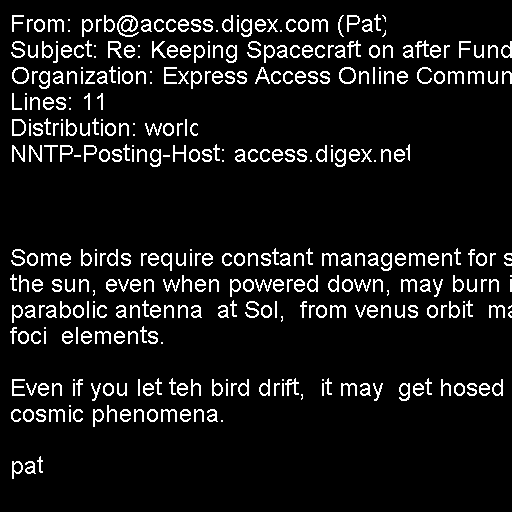 From: prb@access.digex.com (Pat)
Subject: Re: Keeping Spacecraft on after Fund
Organization: Express Access Online Commun
Lines: 11
Distribution: world
NNTP-Posting-Host: access.digex.net
Some birds require constant management for s
the sun, even when powered down, may burn i
parabolic antenna  at Sol,  from venus orbit  ma
foci  elements.
Even if you let teh bird drift,  it may  get hosed
cosmic phenomena.
pat